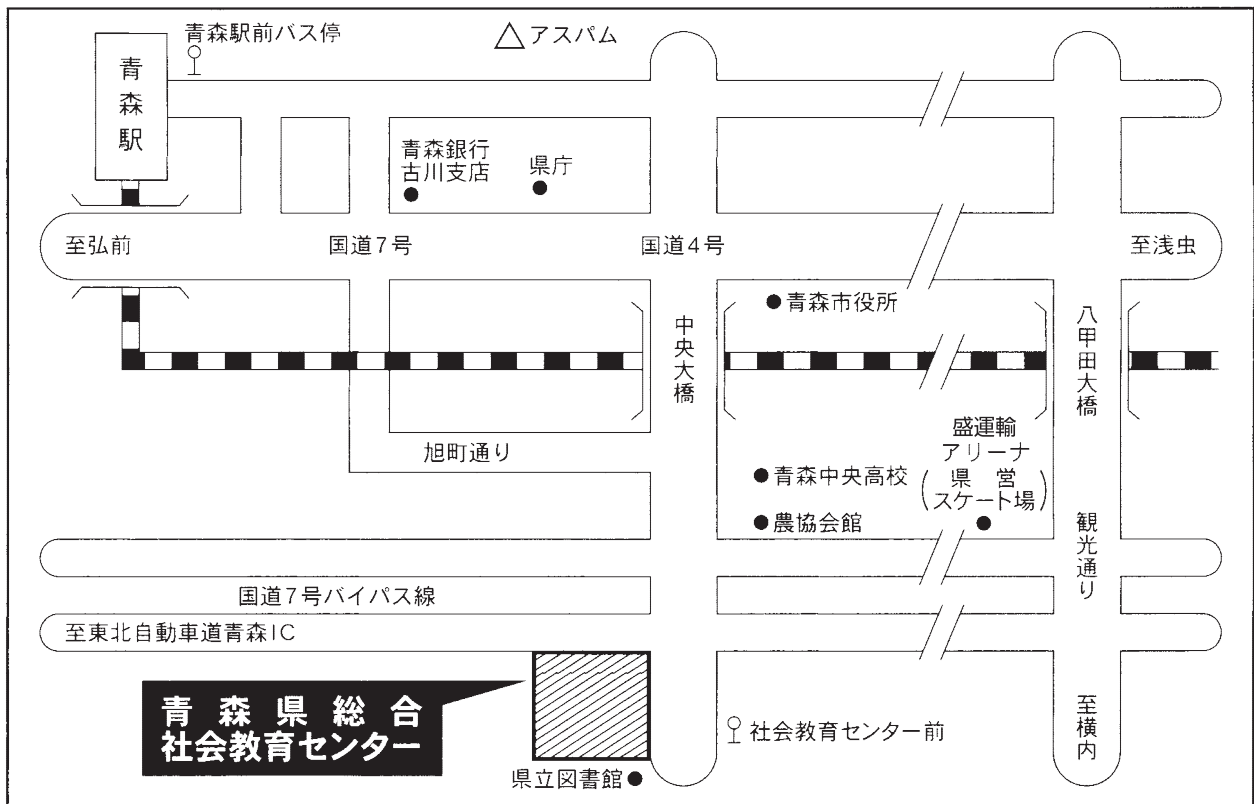 青森駅前バス停
アスパム
青森駅
青森銀行
古川支店
県庁
至弘前
国道7号
国道4号
至浅虫
青森市役所
中央大橋
八甲田大橋
盛運輸
アリーナ
(県営
スケート場)
旭町通り
青森中央高校
農協会館
観光通り
国道7号バイパス線
至東北自動車道青森IC
青森県総合
社会教育センター
社会教育センター前
至横内
県立図書館